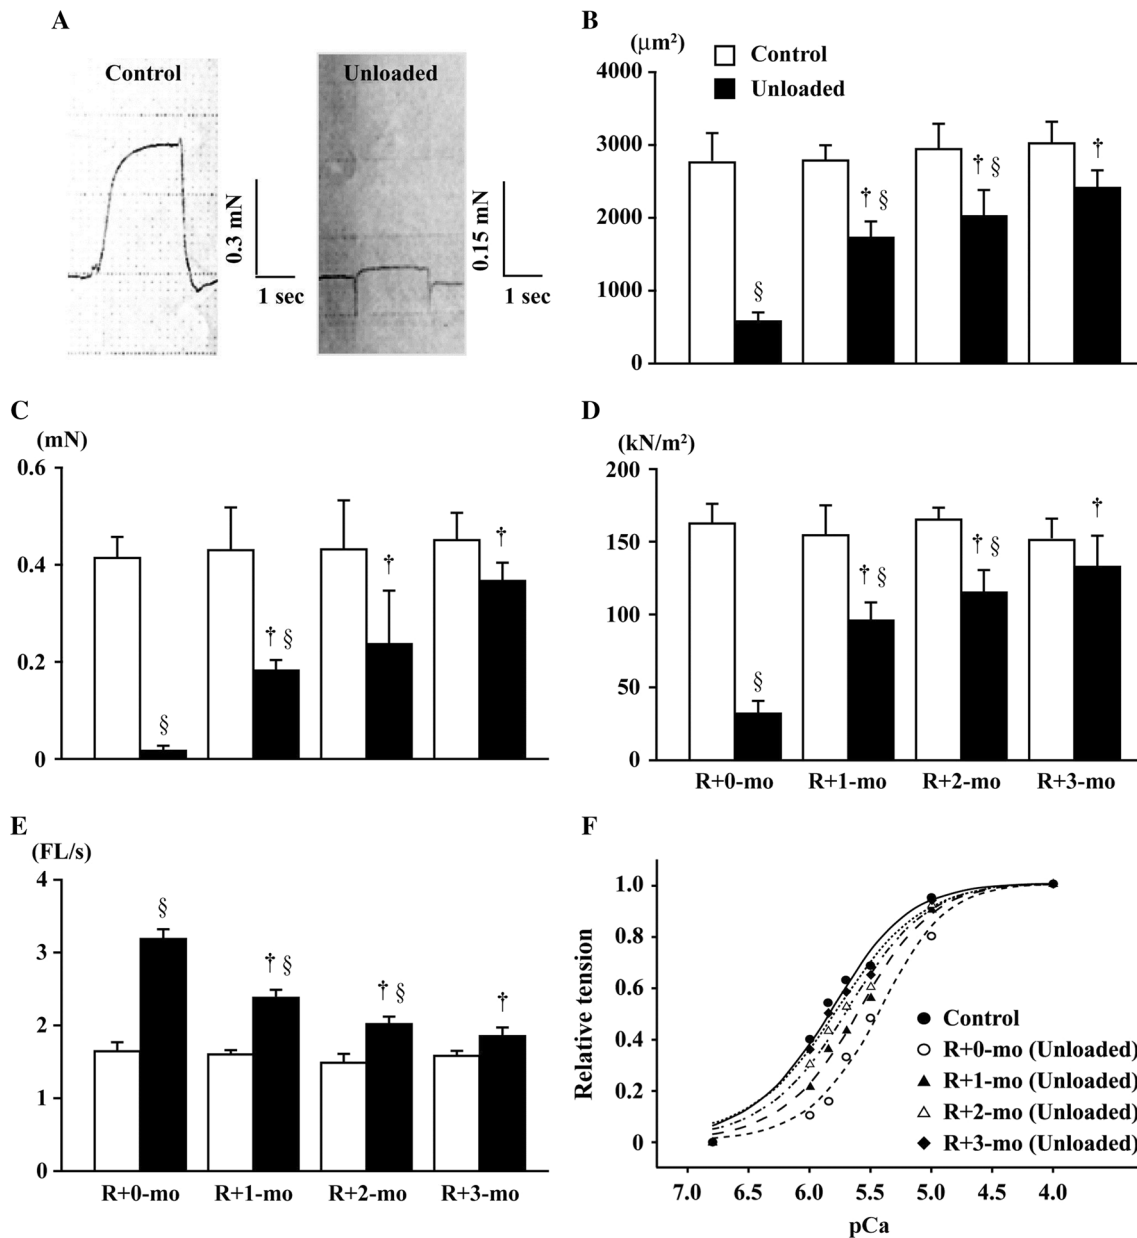 A
Control
0.3 mN
1 sec
Unloaded
0.15 mN
1 sec
B
(μm²)
Control
Unloaded
4000
3000
2000
1000
0
§
† §
† §
†
C
(mN)
0.6
0.4
0.2
0
§
† §
†
†
D
(kN/m²)
200
150
100
50
0
§
† §
† §
†
R+0-mo R+1-mo R+2-mo R+3-mo
E
(FL/s)
4
3
2
1
0
§
† §
† §
†
R+0-mo R+1-mo R+2-mo R+3-mo
F
Relative tension
1.0
0.8
0.6
0.4
0.2
0
Control
R+0-mo (Unloaded)
R+1-mo (Unloaded)
R+2-mo (Unloaded)
R+3-mo (Unloaded)
7.0 6.5 6.0 5.5 5.0 4.5 4.0
pCa